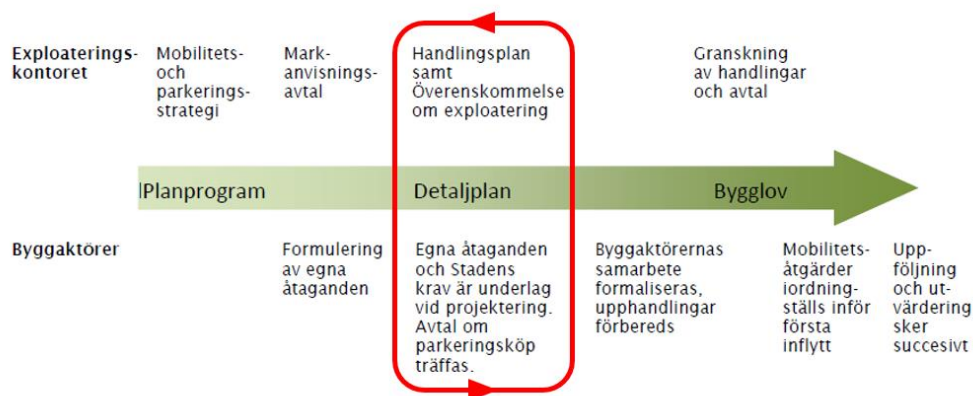 Exploaterings-
kontoret
Mobilitets-
och
parkerings-
strategi
Mark-
anvisnings-
avtal
Handlingsplan
samt
Överenskommelse
om exploatering
Granskning
av handlingar
och avtal
Planprogram
Detaljplan
Bygglov
Byggaktörer
Formulering
av egna
åtaganden
Egna åtaganden
och Stadens
krav är underlag
vid projektering.
Avtal om
parkeringsköp
träffas.
Byggaktörernas
samarbete
formaliseras,
upphandlingar
förbereds
Mobilitets-
åtgärder
iordning-
ställs inför
första
inflytt
Upp-
följning
och ut-
värdering
sker
succesivt